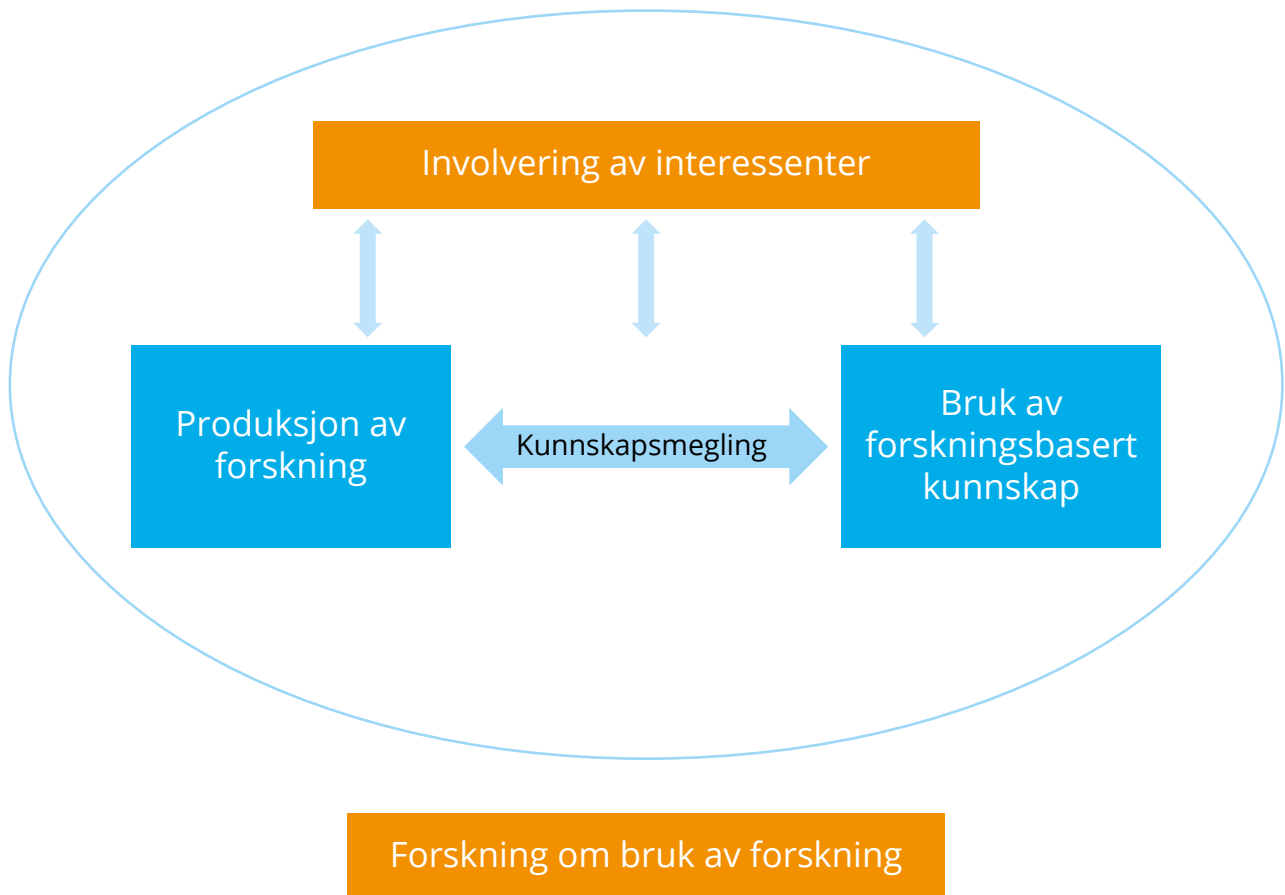 Involvering av interessenter
Produksjon av
forskning
Kunnskapsmegling
Bruk av
forskningsbasert
kunnskap
Forskning om bruk av forskning